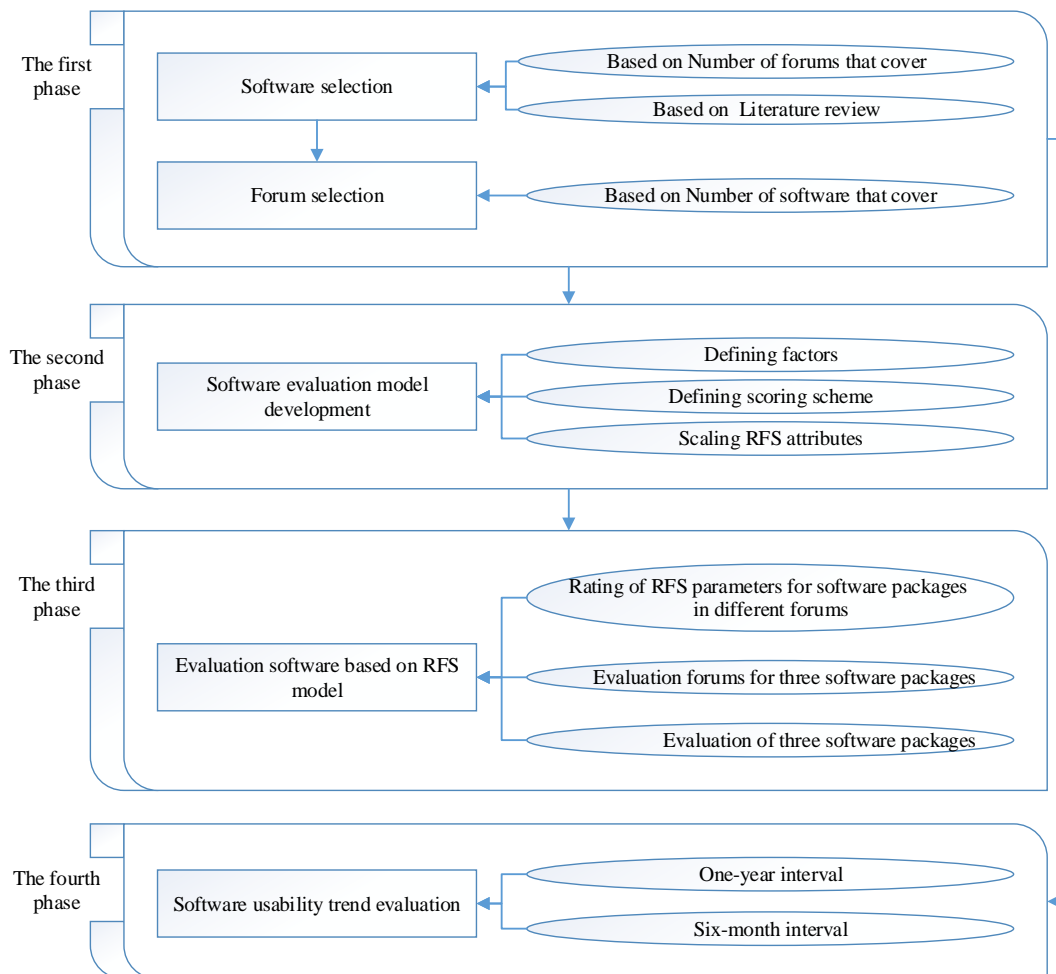 The first
phase
Software selection
Based on Number of forums that cover
Based on Literature review
Forum selection
Based on Number of software that cover
The second
phase
Software evaluation model
development
Defining factors
Defining scoring scheme
Scaling RFS attributes
The third
phase
Evaluation software based on RFS
model
Rating of RFS parameters for software packages
in different forums
Evaluation forums for three software packages
Evaluation of three software packages
The fourth
phase
Software usability trend evaluation
One-year interval
Six-month interval